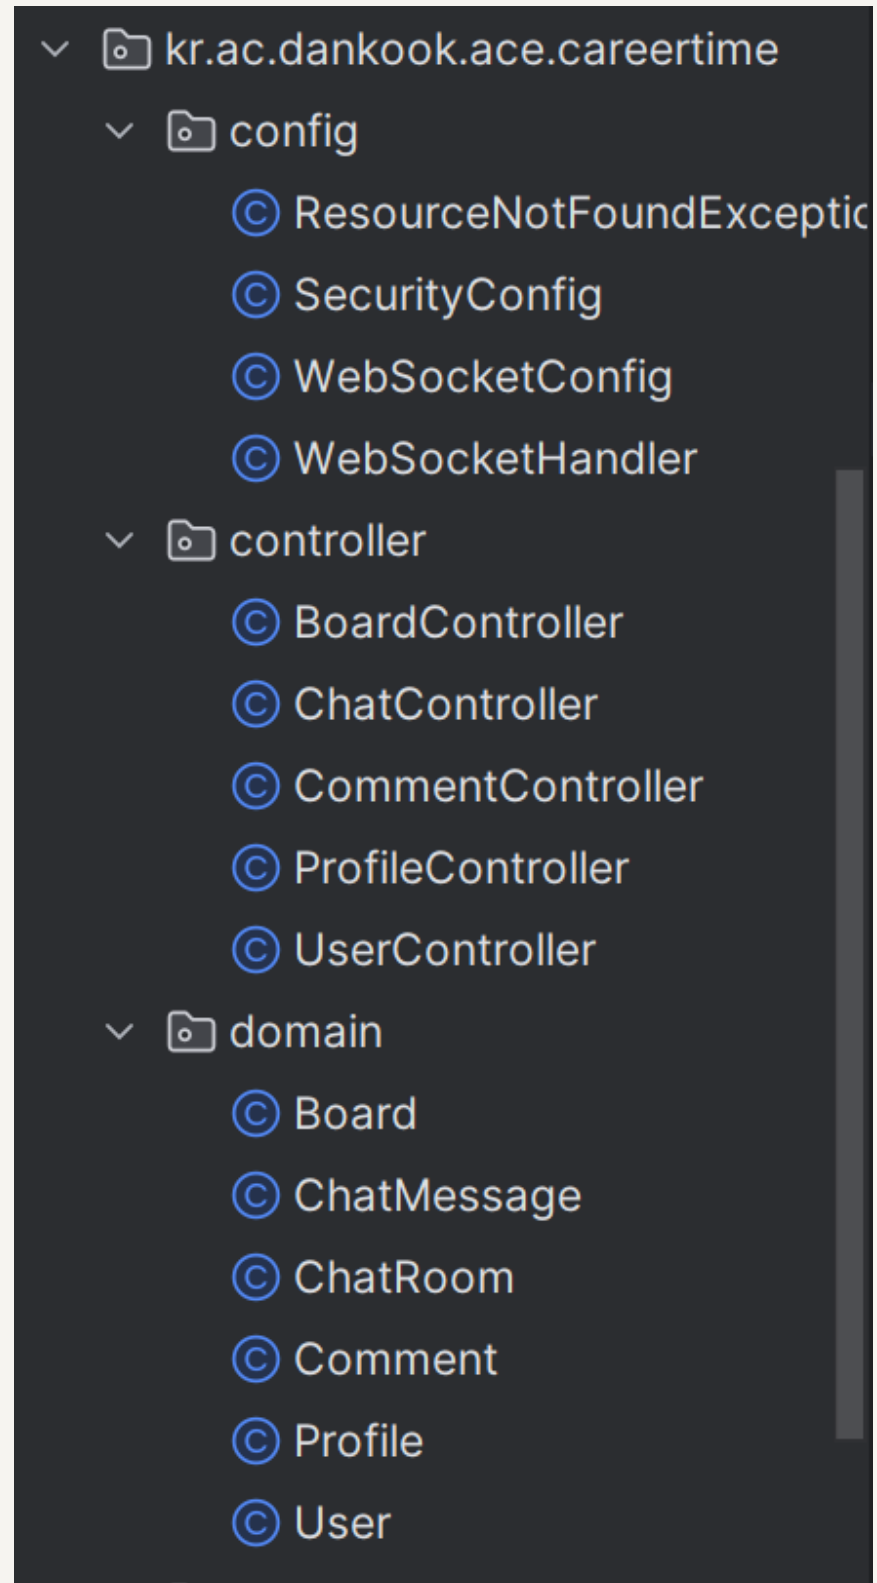 kr.ac.dankook.ace.careertime
config
ResourceNotFoundExceptic
SecurityConfig
WebSocketConfig
WebSocketHandler
controller
BoardController
ChatController
CommentController
ProfileController
UserController
domain
Board
ChatMessage
ChatRoom
Comment
Profile
User